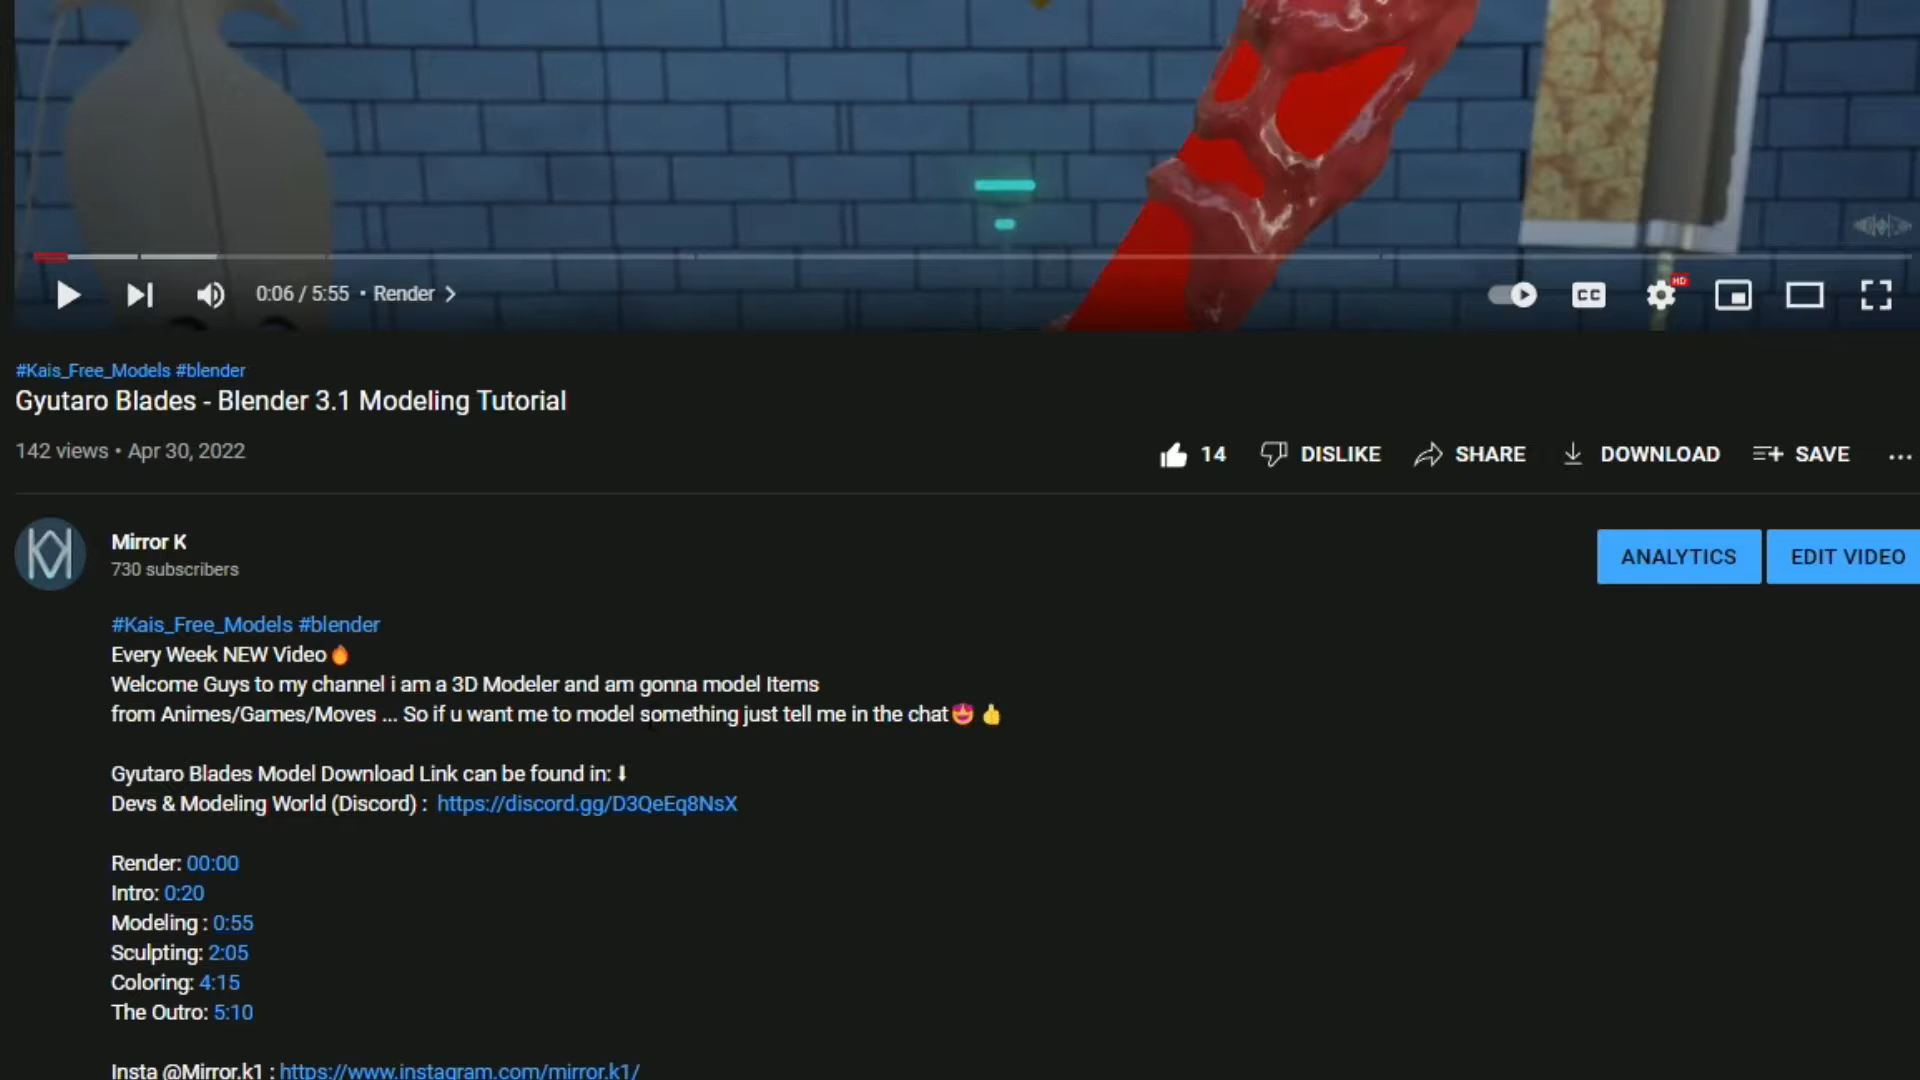 0:06 / 5:55 • Render
CC
HD
#Kais_Free_Models #blender
Gyutaro Blades - Blender 3.1 Modeling Tutorial
142 views • Apr 30, 2022
14 DISLIKE SHARE DOWNLOAD SAVE ...
Mirror K
730 subscribers
ANALYTICS EDIT VIDEO
#Kais_Free_Models #blender
Every Week NEW Video🔥
Welcome Guys to my channel i am a 3D Modeler and am gonna model Items
from Animes/Games/Moves ... So if u want me to model something just tell me in the chat🤩 👍
Gyutaro Blades Model Download Link can be found in: ⬇
Devs & Modeling World (Discord) : https://discord.gg/D3QeEq8NsX
Render: 00:00
Intro: 0:20
Modeling : 0:55
Sculpting: 2:05
Coloring: 4:15
The Outro: 5:10
Insta @Mirror.k1 : https://www.instagram.com/mirror.k1/